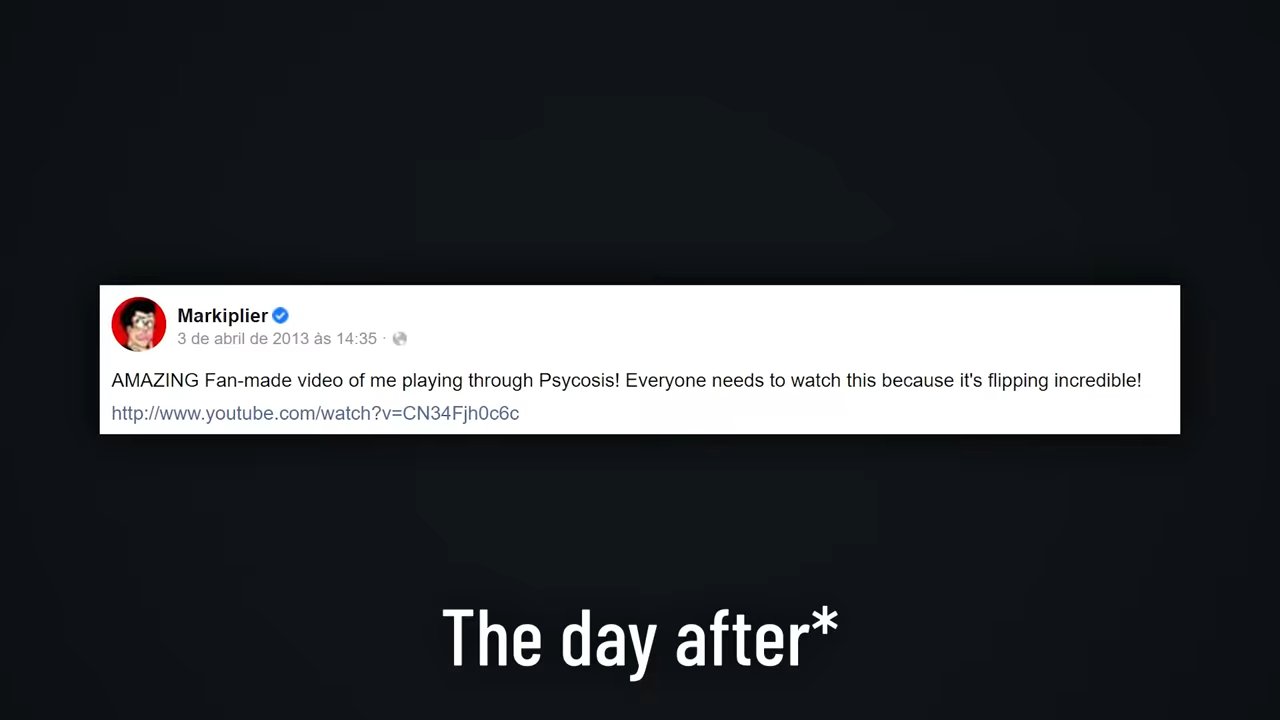 Markiplier
3 de abril de 2013 às 14:35 ·
AMAZING Fan-made video of me playing through Psycosis! Everyone needs to watch this because it's flipping incredible!
http://www.youtube.com/watch?v=CN34Fjh0c6c
The day after*